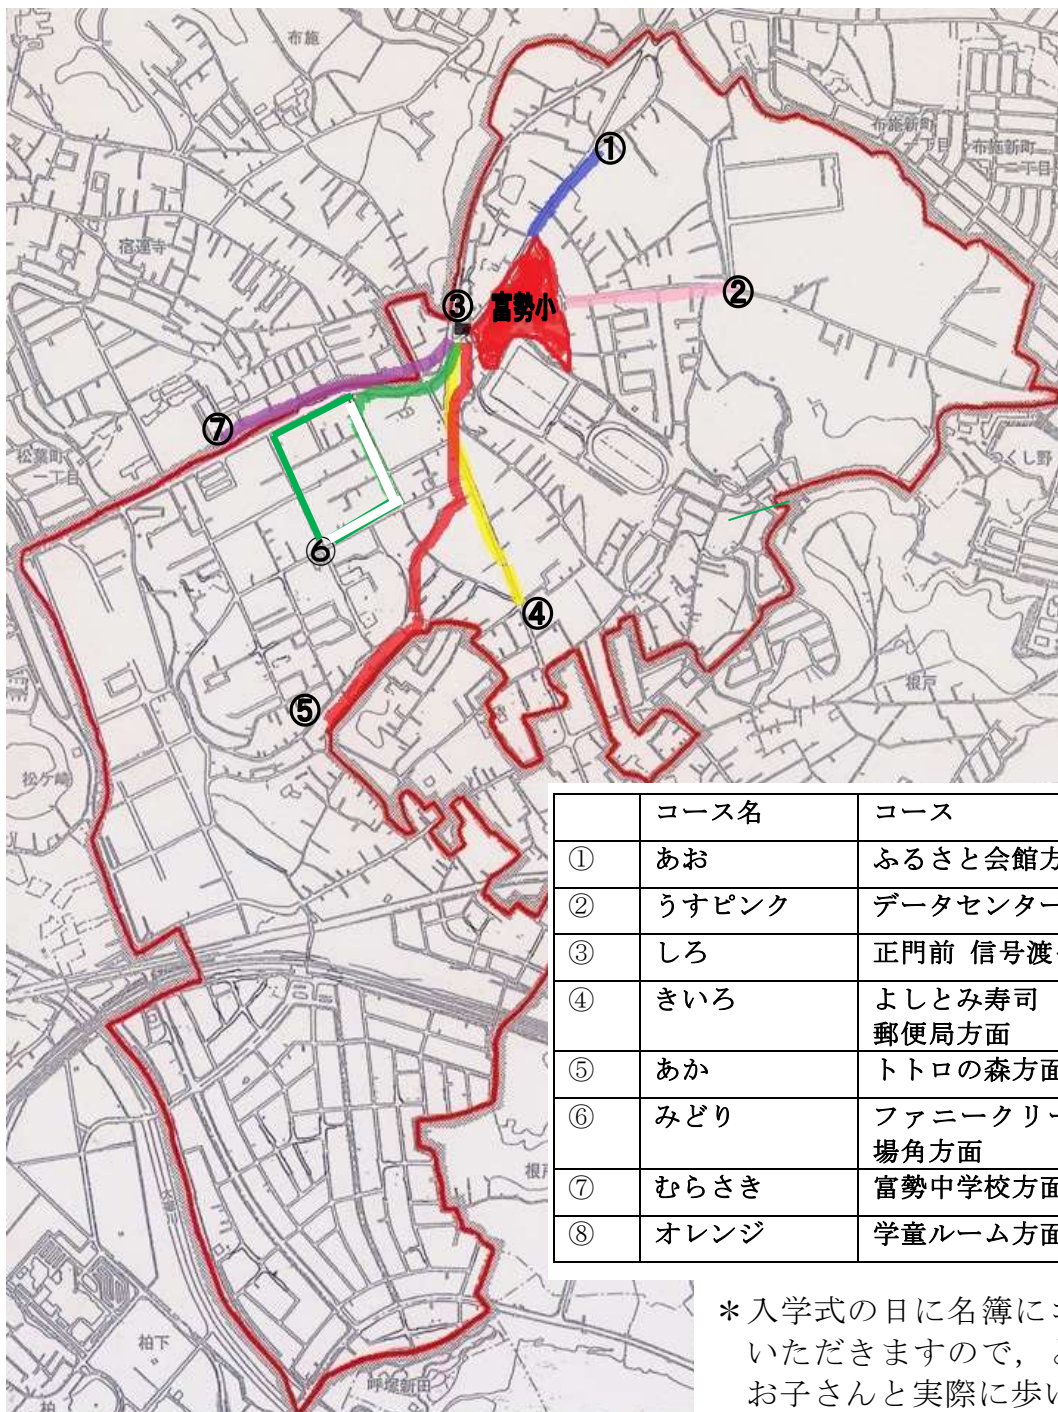 布施
①
布施新町
一丁目
布施新町
二丁目
宿連寺
③
富勢小
②
⑦
松葉町
一丁目
つくし野
⑥
④
⑤
根戸
松ケ崎
コース名 コース
① あお ふるさと会館方
② うすピンク データセンター
③ しろ 正門前 信号渡
④ きいろ よしとみ寿司
郵便局方面
⑤ あか トトロの森方面
⑥ みどり ファニークリー
場角方面
⑦ むらさき 富勢中学校方面
⑧ オレンジ 学童ルーム方面
根戸
大堀川
柏下
呼塚新田
柏
＊入学式の日に名簿に
いただきますので，
お子さんと実際に歩い